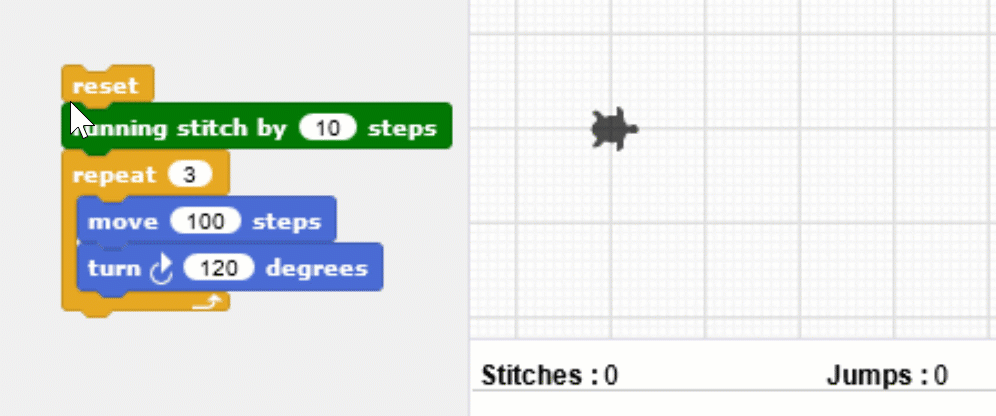 reset
running stitch by 10 steps
repeat 3
move 100 steps
turn 120 degrees
Stitches : 0 Jumps : 0